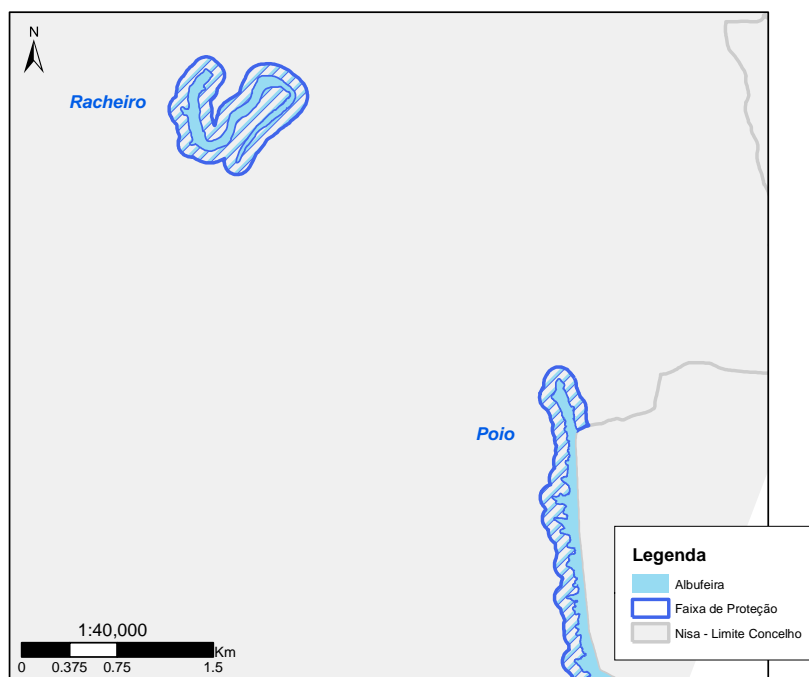 N
Racheiro
Poio
Legenda
Albufeira
Faixa de Proteção
Nisa - Limite Concelho
1:40,000
Km
0 0.375 0.75 1.5